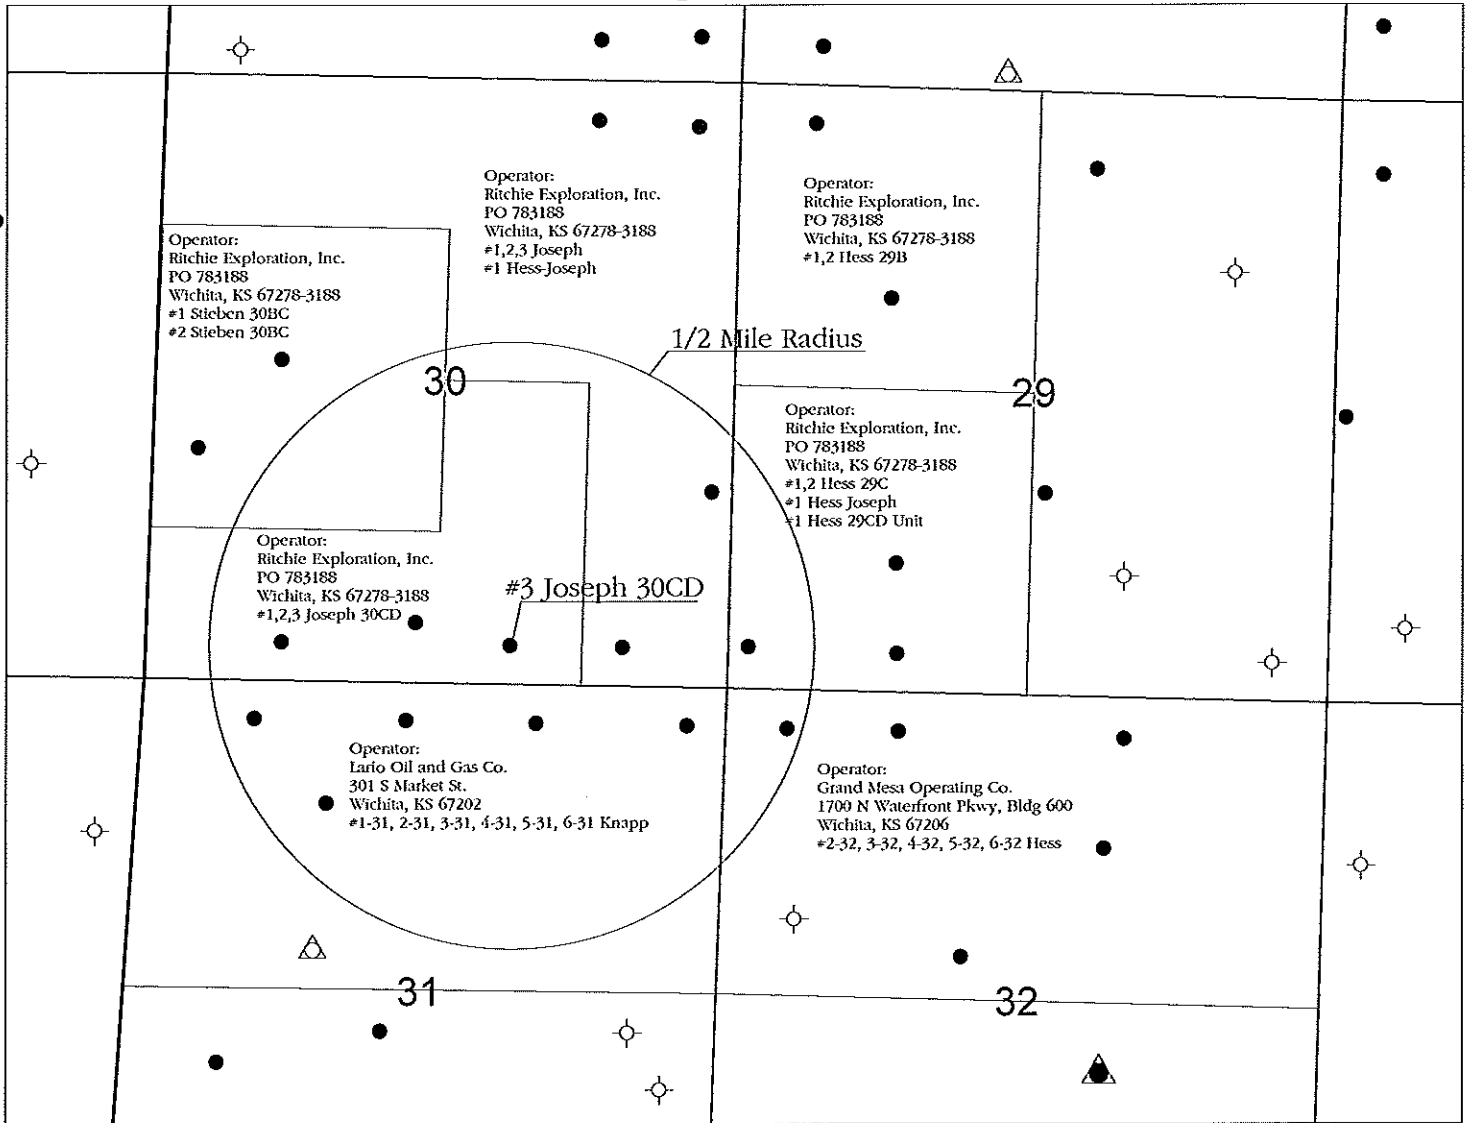 Operator:
Ritchie Exploration, Inc.
PO 783188
Wichita, KS 67278-3188
#1,2,3 Joseph
#1 Hess-Joseph
Operator:
Ritchie Exploration, Inc.
PO 783188
Wichita, KS 67278-3188
#1,2 Hess 29B
Operator:
Ritchie Exploration, Inc.
PO 783188
Wichita, KS 67278-3188
#1 Stieben 30BC
#2 Stieben 30BC
1/2 Mile Radius
30
29
Operator:
Ritchie Exploration, Inc.
PO 783188
Wichita, KS 67278-3188
#1,2 Hess 29C
#1 Hess Joseph
#1 Hess 29CD Unit
Operator:
Ritchie Exploration, Inc.
PO 783188
Wichita, KS 67278-3188
#1,2,3 Joseph 30CD
#3 Joseph 30CD
Operator:
Lario Oil and Gas Co.
301 S Market St.
Wichita, KS 67202
#1-31, 2-31, 3-31, 4-31, 5-31, 6-31 Knapp
Operator:
Grand Mesa Operating Co.
1700 N Waterfront Pkwy, Bldg 600
Wichita, KS 67206
#2-32, 3-32, 4-32, 5-32, 6-32 Hess
31
32